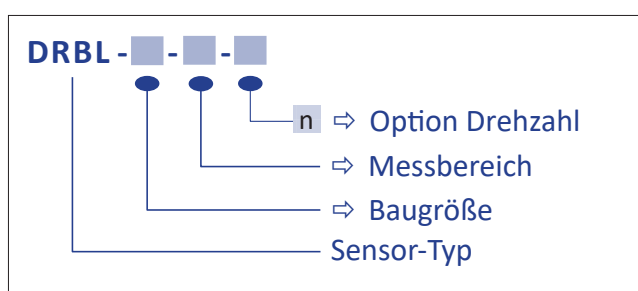 DRBL - - -
n ⇨ Option Drehzahl
⇨ Messbereich
⇨ Baugröße
Sensor-Typ